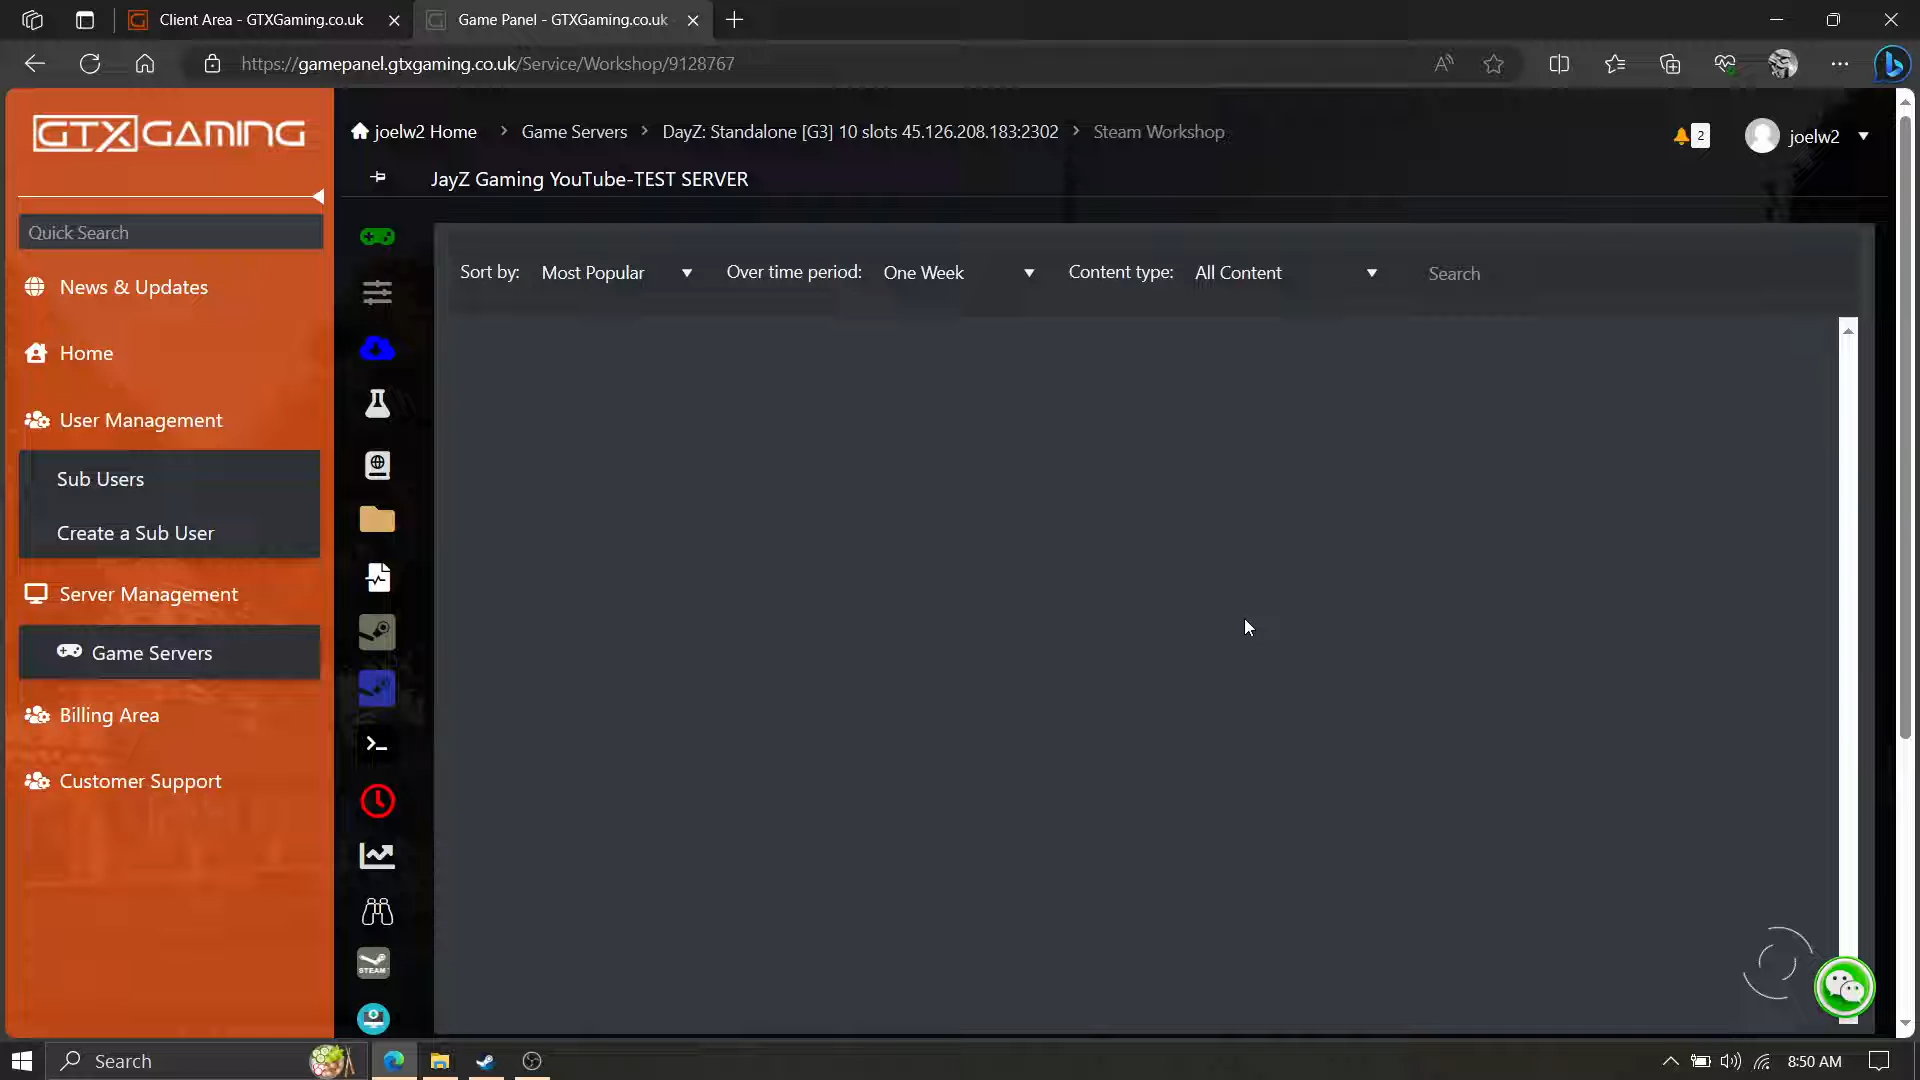 Client Area - GTXGaming.co.uk
Game Panel - GTXGaming.co.uk
https://gamepanel.gtxgaming.co.uk/Service/Workshop/9128767
GTXGAMING
joelw2 Home > Game Servers > DayZ: Standalone [G3] 10 slots 45.126.208.183:2302 > Steam Workshop
2
joelw2
JayZ Gaming YouTube-TEST SERVER
Quick Search
News & Updates
Home
User Management
Sub Users
Create a Sub User
Server Management
Game Servers
Billing Area
Customer Support
Sort by: Most Popular
Over time period: One Week
Content type: All Content
Search
STEAM
Search
8:50 AM